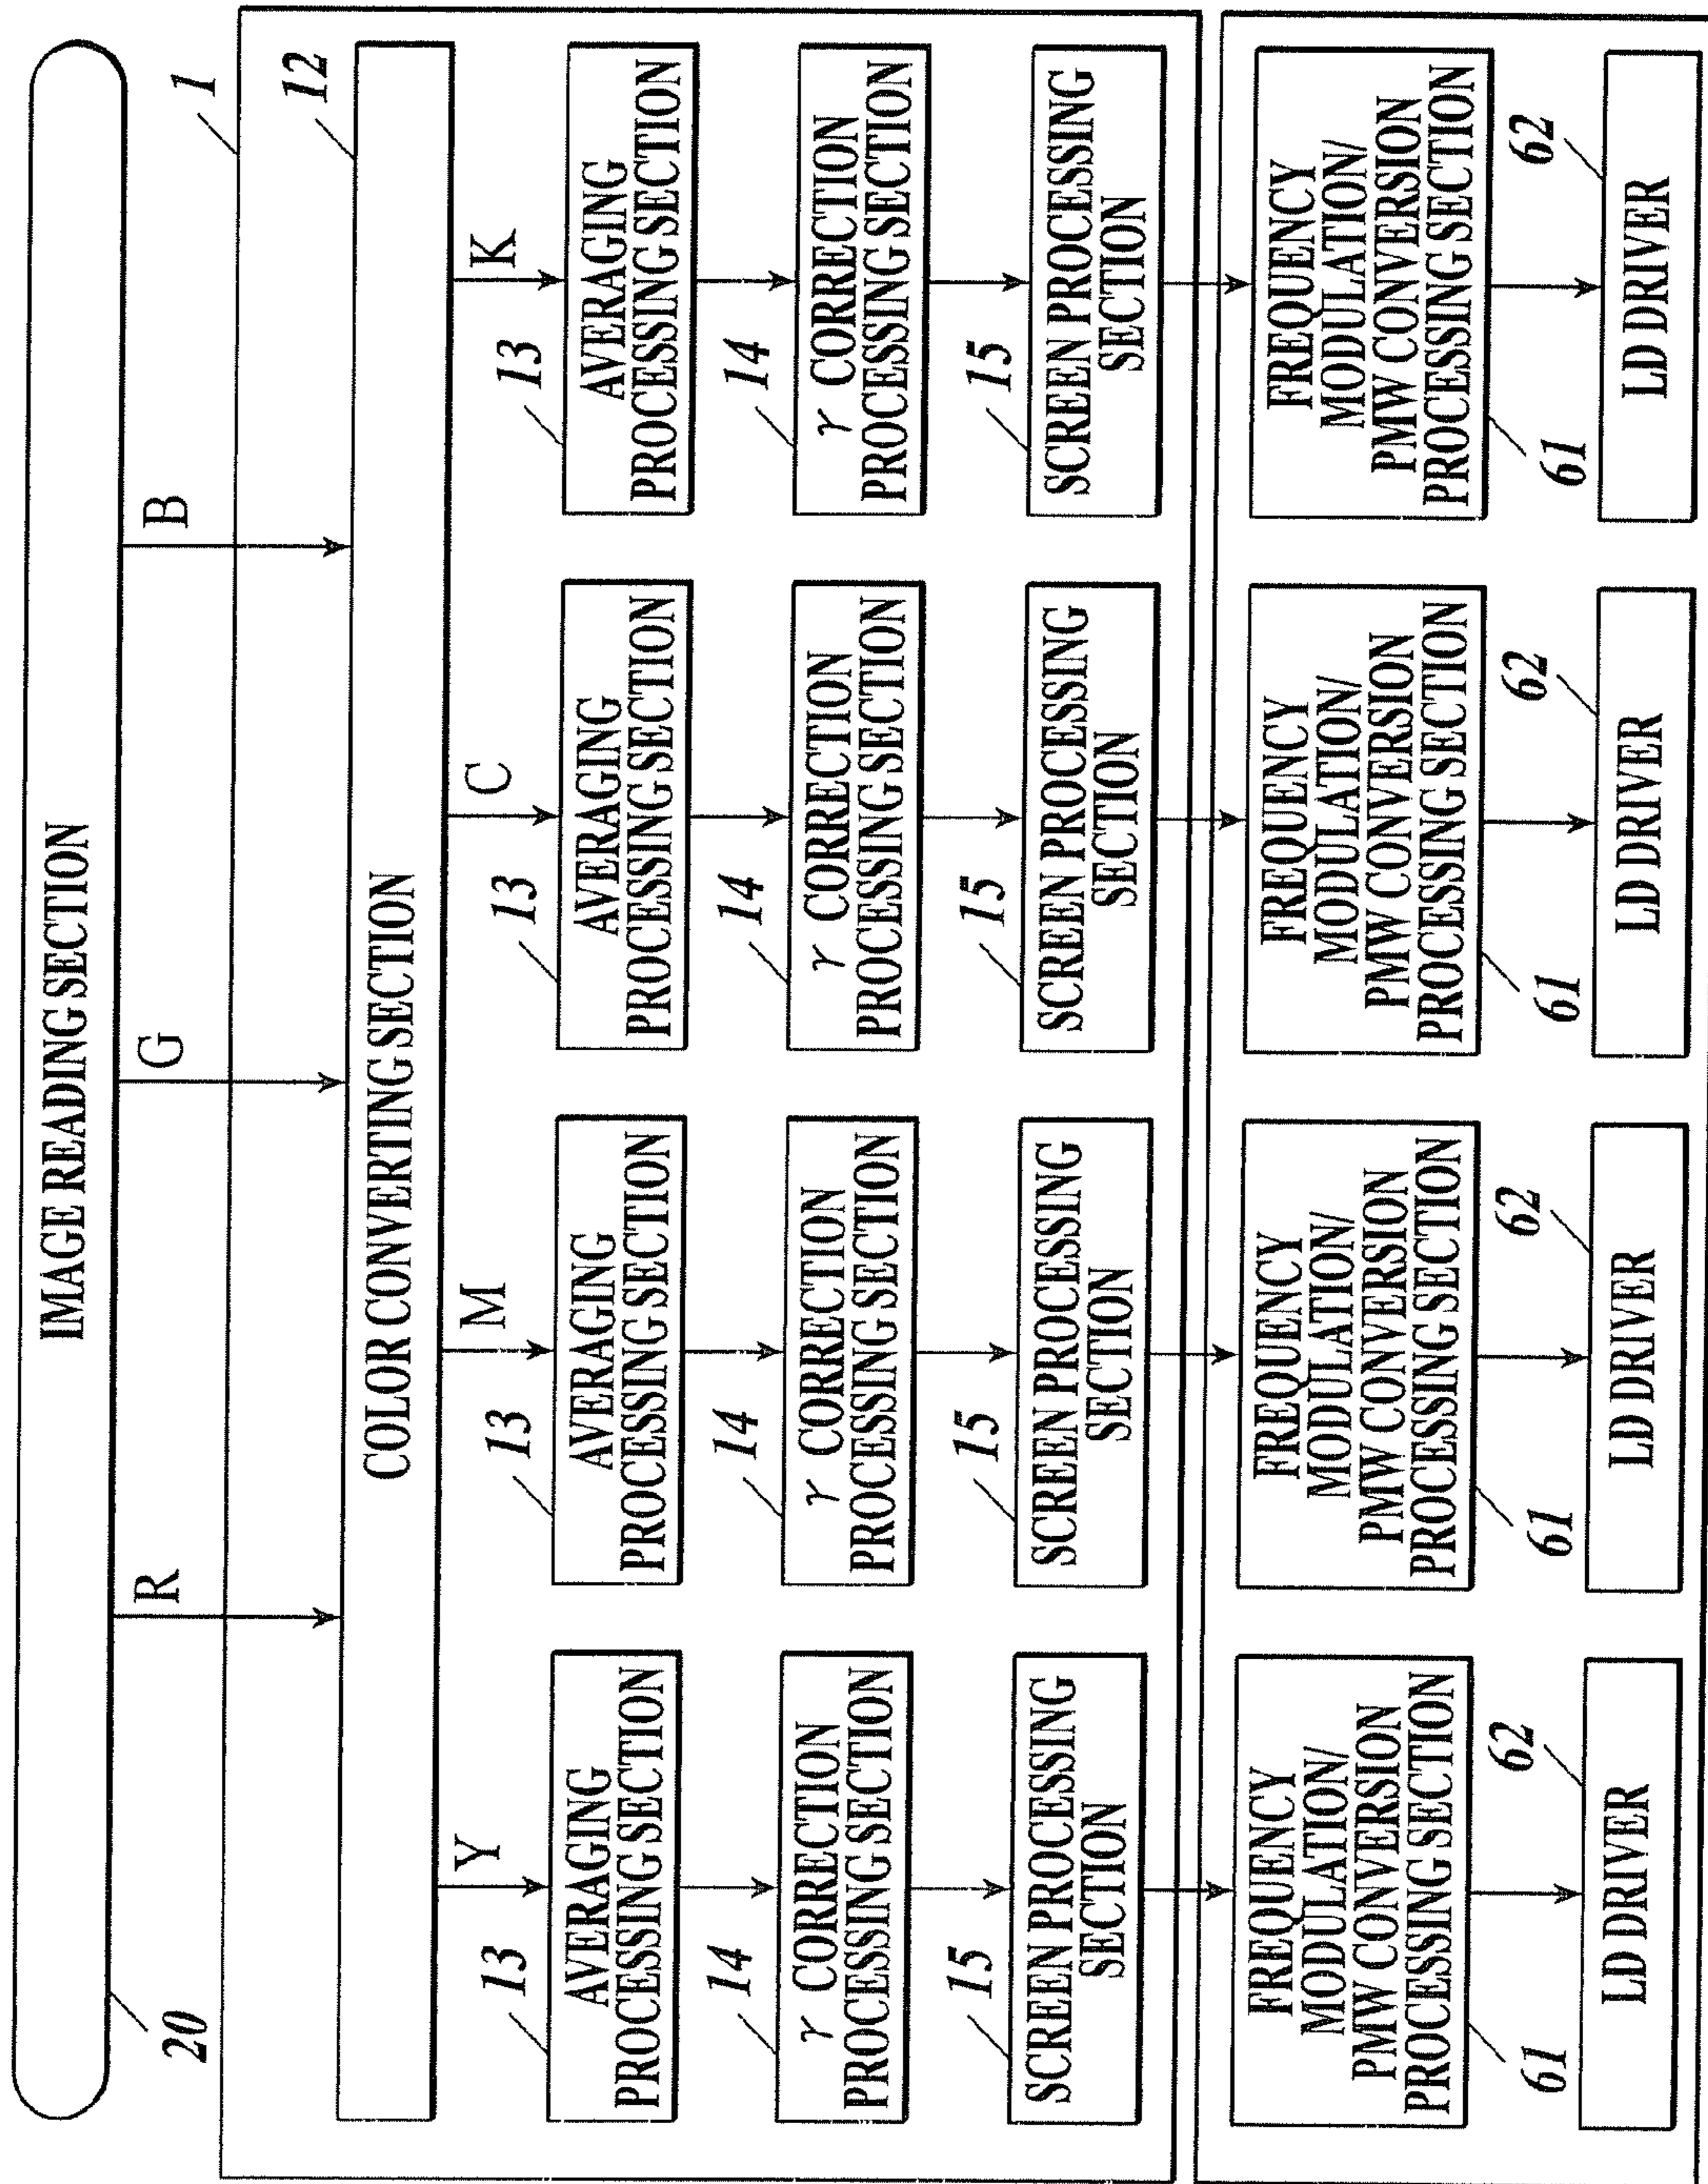 IMAGE READING SECTION
20
R
G
B
1
12
COLOR CONVERTING SECTION
Y
M
C
K
13
13
13
13
AVERAGING
PROCESSING SECTION
AVERAGING
PROCESSING SECTION
AVERAGING
PROCESSING SECTION
AVERAGING
PROCESSING SECTION
14
14
14
14
γ CORRECTION
PROCESSING SECTION
γ CORRECTION
PROCESSING SECTION
γ CORRECTION
PROCESSING SECTION
γ CORRECTION
PROCESSING SECTION
15
15
15
15
SCREEN PROCESSING
SECTION
SCREEN PROCESSING
SECTION
SCREEN PROCESSING
SECTION
SCREEN PROCESSING
SECTION
FREQUENCY
MODULATION/
PMW CONVERSION
PROCESSING SECTION
FREQUENCY
MODULATION/
PMW CONVERSION
PROCESSING SECTION
FREQUENCY
MODULATION/
PMW CONVERSION
PROCESSING SECTION
FREQUENCY
MODULATION/
PMW CONVERSION
PROCESSING SECTION
61
62
61
62
61
62
61
62
LD DRIVER
LD DRIVER
LD DRIVER
LD DRIVER